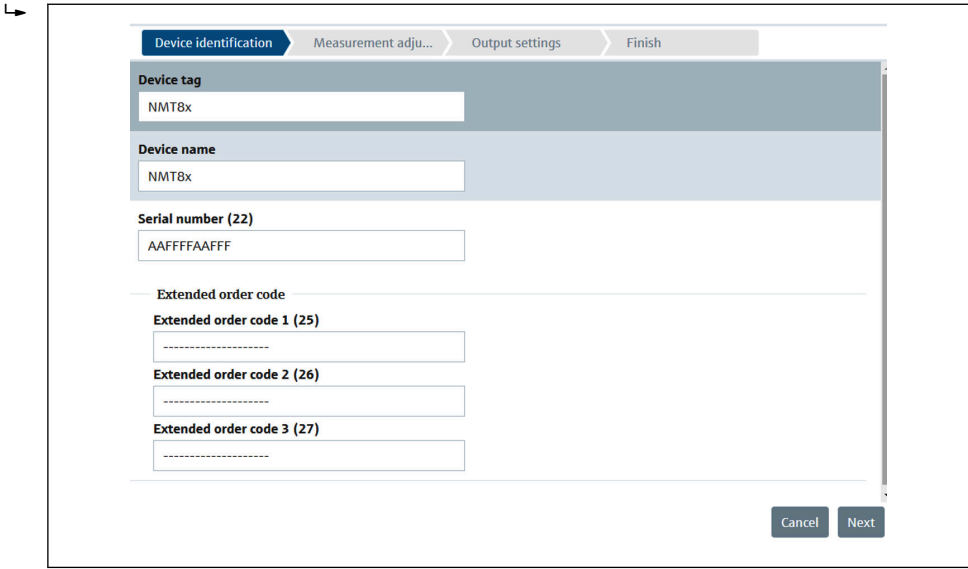 Device identification Measurement adju... Output settings Finish
Device tag
NMT8x
Device name
NMT8x
Serial number (22)
AAFFFFAAFFF
Extended order code
Extended order code 1 (25)
--------------------
Extended order code 2 (26)
--------------------
Extended order code 3 (27)
--------------------
Cancel Next